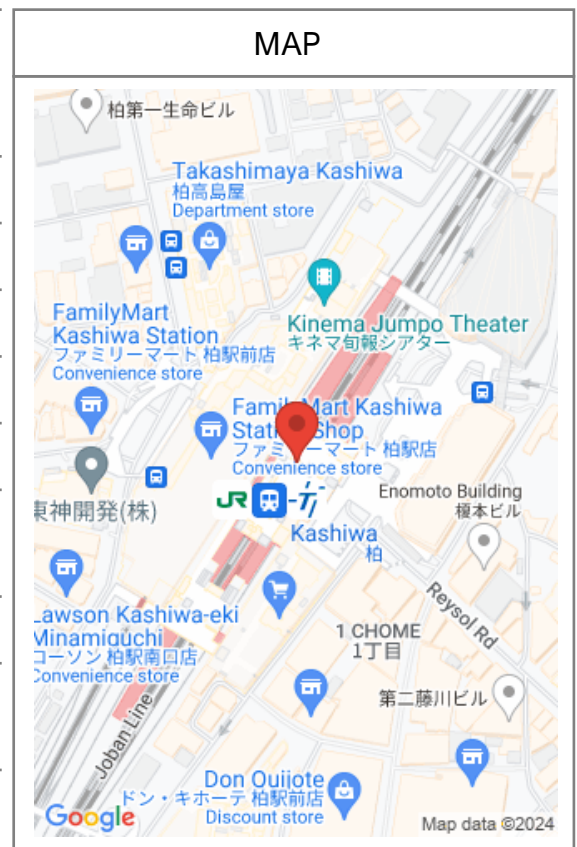 MAP
柏第一生命ビル
Takashimaya Kashiwa
柏高島屋
Department store
Kinema Jumpo Theater
キネマ旬報シアター
FamilyMart
Kashiwa Station
ファミリーマート 柏駅前店
Convenience store
FamilyMart Kashiwa
Station Shop
ファミリーマート 柏駅店
Convenience store
東神開発(株)
JR
Kashiwa
柏
Enomoto Building
榎本ビル
Reysol Rd
Lawson Kashiwa-eki
Minamiguchi
ローソン 柏駅南口店
Convenience store
1 CHOME
1丁目
第二藤川ビル
Joban Line
Don Quijote
ドン・キホーテ 柏駅前店
Discount store
Google
Map data ©2024